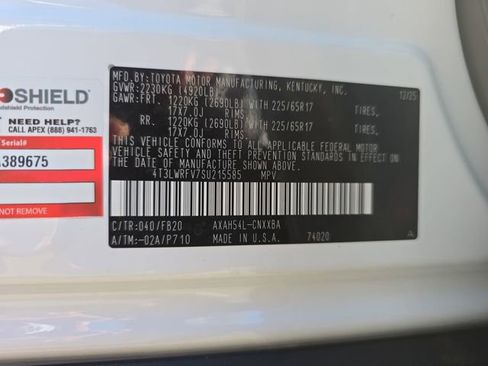 SHIELD
Windshield Protection
NEED HELP?
CALL APEX (888) 941-1763
Serial#
389675
MFD. BY: TOYOTA MOTOR MANUFACTURING, KENTUCKY, INC.
12/25
GVWR: 2230KG (4920LB)
GAWR: FRT. 1220KG (2690LB) WITH 225/65R17 TIRES,
17X7.0J RIMS,
RR. 1220KG (2690LB) WITH 225/65R17 TIRES,
17X7.0J RIMS,
THIS VEHICLE CONFORMS TO ALL APPLICABLE FEDERAL MOTOR
VEHICLE SAFETY AND THEFT PREVENTION STANDARDS IN EFFECT
ON THE DATE OF MANUFACTURE SHOWN ABOVE.
4T3LWRFV7SU215585 MPV
C/TR: 040/FB20 AXAH54L-CNXXBA
A/TM: -02A/P710 MADE IN U.S.A. 74020